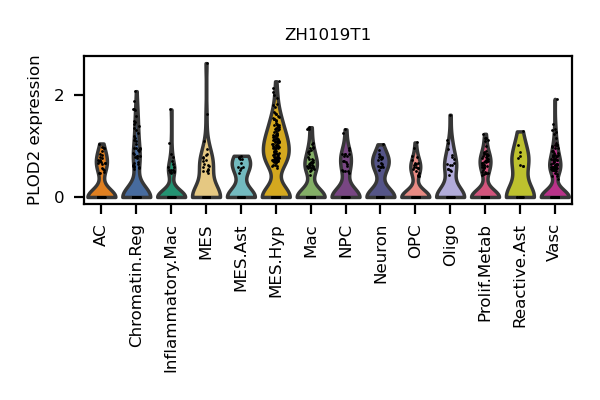 ZH1019T1
PLOD2 expression
2
0
AC
Chromatin.Reg
Inflammatory.Mac
MES
MES.Ast
MES.Hyp
Mac
NPC
Neuron
OPC
Oligo
Prolif.Metab
Reactive.Ast
Vasc